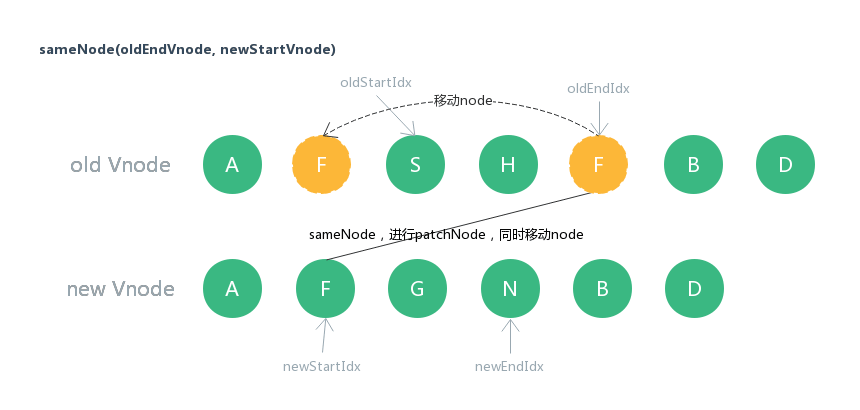 sameNode(oldEndVnode, newStartVnode)
oldStartIdx
oldEndIdx
移动node
old Vnode A F S H F B D
sameNode，进行patchNode，同时移动node
new Vnode A F G N B D
newStartIdx newEndIdx